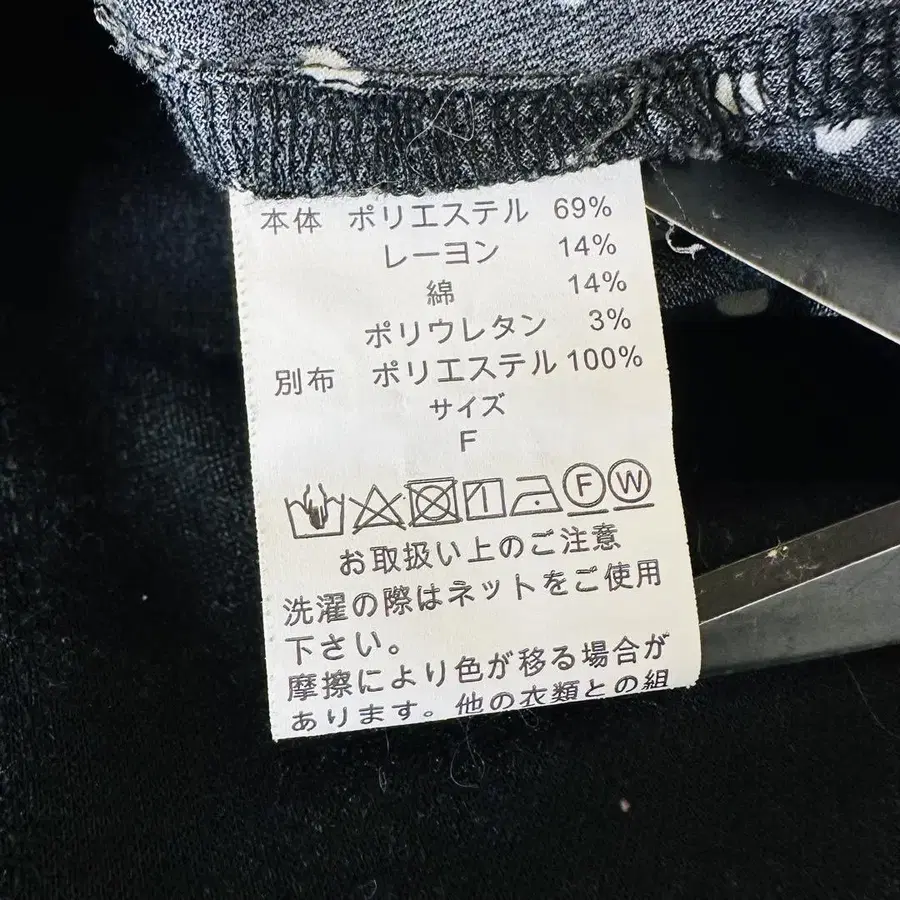 本体 ポリエステル 69%
レーヨン 14%
綿 14%
ポリウレタン 3%
別布 ポリエステル 100%
サイズ
F
F W
お取扱い上のご注意
洗濯の際はネットをご使用
下さい。
摩擦により色が移る場合が
あります。他の衣類との組